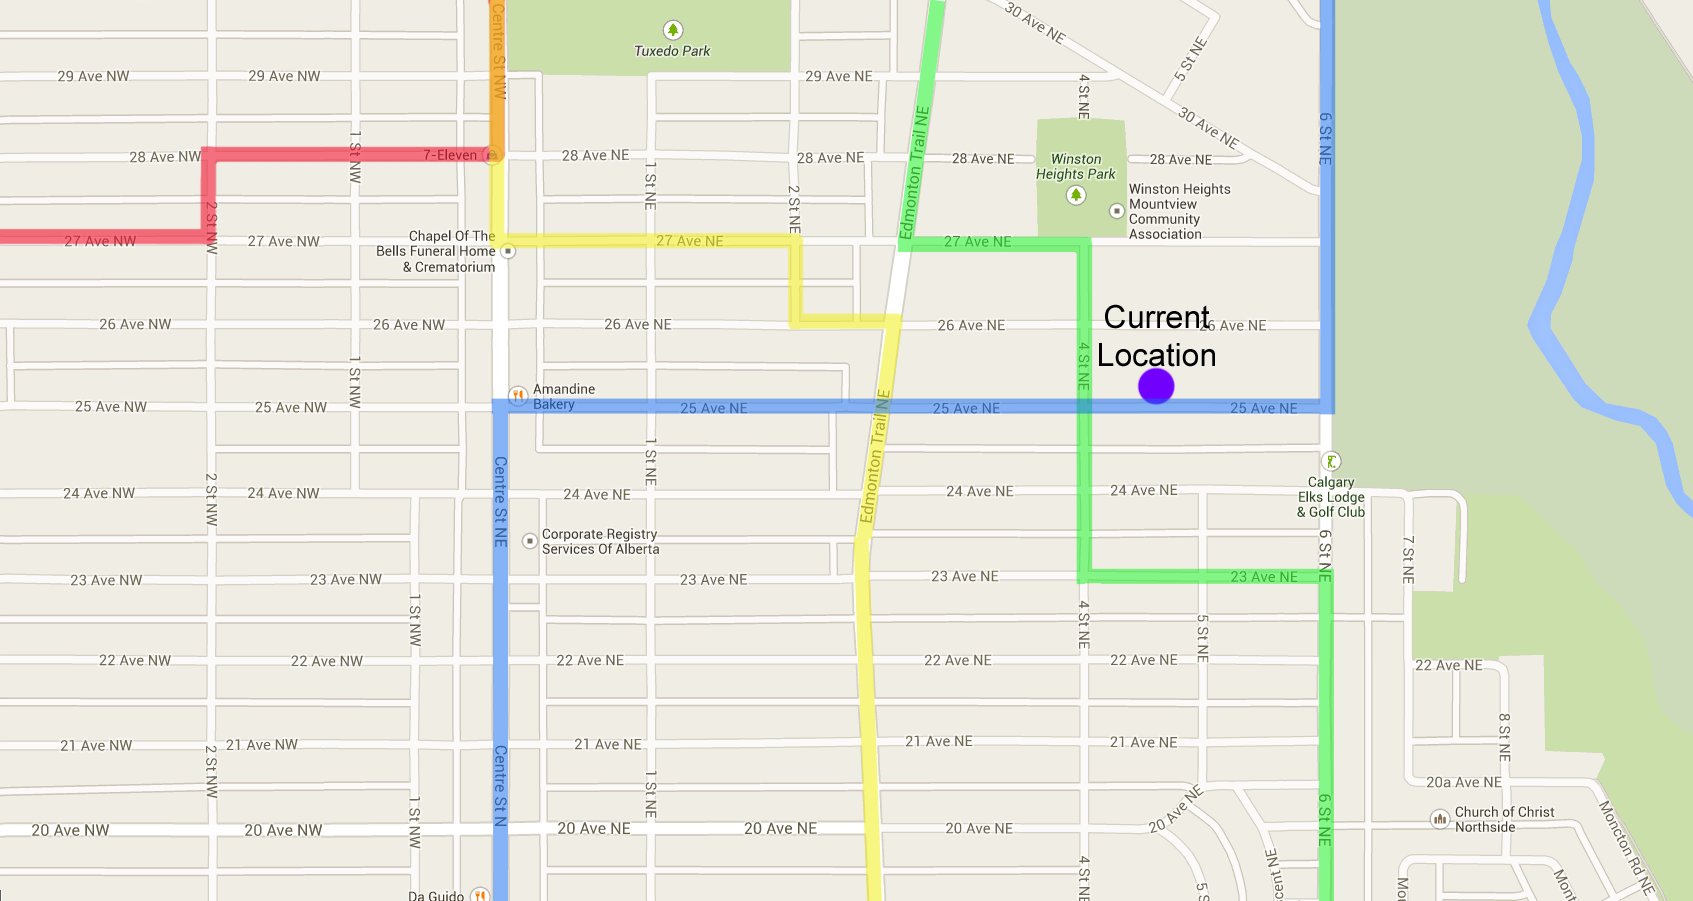 Centre St NW
Tuxedo Park
30 Ave NE
5 St NE
29 Ave NW
29 Ave NW
29 Ave NE
4 St NE
30 Ave NE
6 St NE
Edmonton Trail NE
1 St NW
28 Ave NW
7-Eleven
28 Ave NE
28 Ave NE
28 Ave NE
28 Ave NE
Winston
Heights Park
Winston Heights
Mountview
Community
Association
1 St NE
2 St NE
2 St NW
27 Ave NW
27 Ave NW
Chapel Of The
Bells Funeral Home
& Crematorium
27 Ave NE
27 Ave NE
26 Ave NW
26 Ave NW
26 Ave NE
26 Ave NE
26 Ave NE
Current
Location
4 St NE
1 St NW
Amandine
Bakery
25 Ave NW
25 Ave NW
25 Ave NE
25 Ave NE
25 Ave NE
Edmonton Trail NE
1 St NE
Centre St NE
2 St NW
24 Ave NW
24 Ave NW
24 Ave NE
24 Ave NE
24 Ave NE
Calgary
Elks Lodge
& Golf Club
Corporate Registry
Services Of Alberta
6 St NE
7 St NE
23 Ave NW
23 Ave NW
23 Ave NE
23 Ave NE
23 Ave NE
1 St NW
4 St NE
5 St NE
22 Ave NW
22 Ave NW
22 Ave NE
22 Ave NE
22 Ave NE
22 Ave NE
8 St NE
21 Ave NW
21 Ave NW
21 Ave NE
21 Ave NE
21 Ave NE
2 St NW
Centre St N
1 St NW
1 St NE
20a Ave NE
20 Ave NE
6 St NE
Church of Christ
Northside
Moncton Rd NE
20 Ave NW
20 Ave NW
20 Ave NE
20 Ave NE
20 Ave NE
4 St NE
5 S
cent NE
Mon
Mont
Da Guido